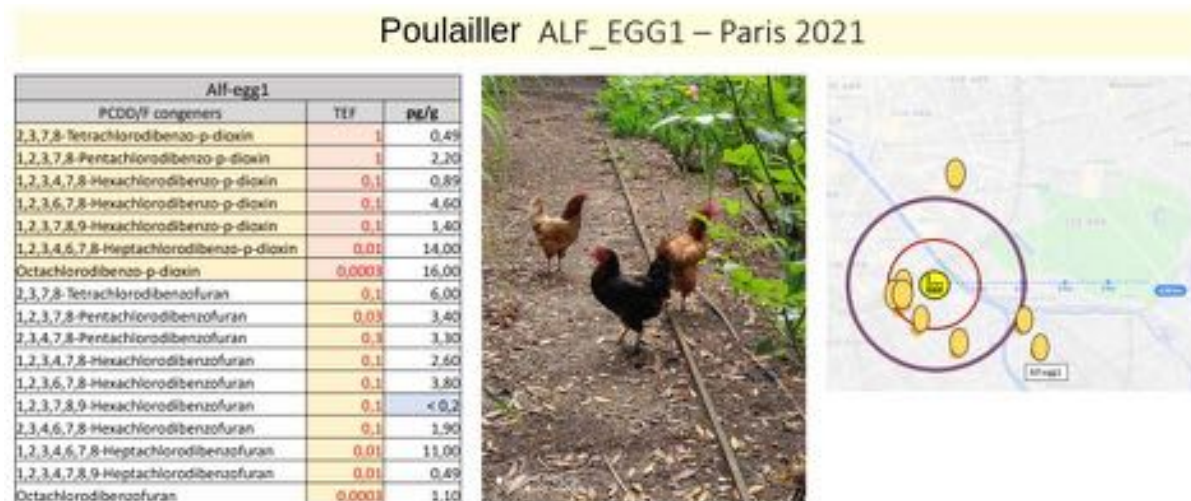 Poulailler ALF_EGG1 – Paris 2021
Alf-egg1
PCDD/F congeners TEF pg/g
2,3,7,8-Tetrachlorodibenzo-p-dioxin 1 0,49
1,2,3,7,8-Pentachlorodibenzo-p-dioxin 1 2,20
1,2,3,4,7,8-Hexachlorodibenzo-p-dioxin 0,1 0,89
1,2,3,6,7,8-Hexachlorodibenzo-p-dioxin 0,1 4,60
1,2,3,7,8,9-Hexachlorodibenzo-p-dioxin 0,1 1,40
1,2,3,4,6,7,8-Heptachlorodibenzo-p-dioxin 0,01 14,00
Octachlorodibenzo-p-dioxin 0,0003 16,00
2,3,7,8-Tetrachlorodibenzofuran 0,1 6,00
1,2,3,7,8-Pentachlorodibenzofuran 0,03 3,40
2,3,4,7,8-Pentachlorodibenzofuran 0,3 3,30
1,2,3,4,7,8-Hexachlorodibenzofuran 0,1 2,60
1,2,3,6,7,8-Hexachlorodibenzofuran 0,1 3,80
1,2,3,7,8,9-Hexachlorodibenzofuran 0,1 < 0,2
2,3,4,6,7,8-Hexachlorodibenzofuran 0,1 1,90
1,2,3,4,6,7,8-Heptachlorodibenzofuran 0,01 11,00
1,2,3,4,7,8,9-Heptachlorodibenzofuran 0,01 0,49
Octachlorodibenzofuran 0,0003 1,10
Alf-egg1